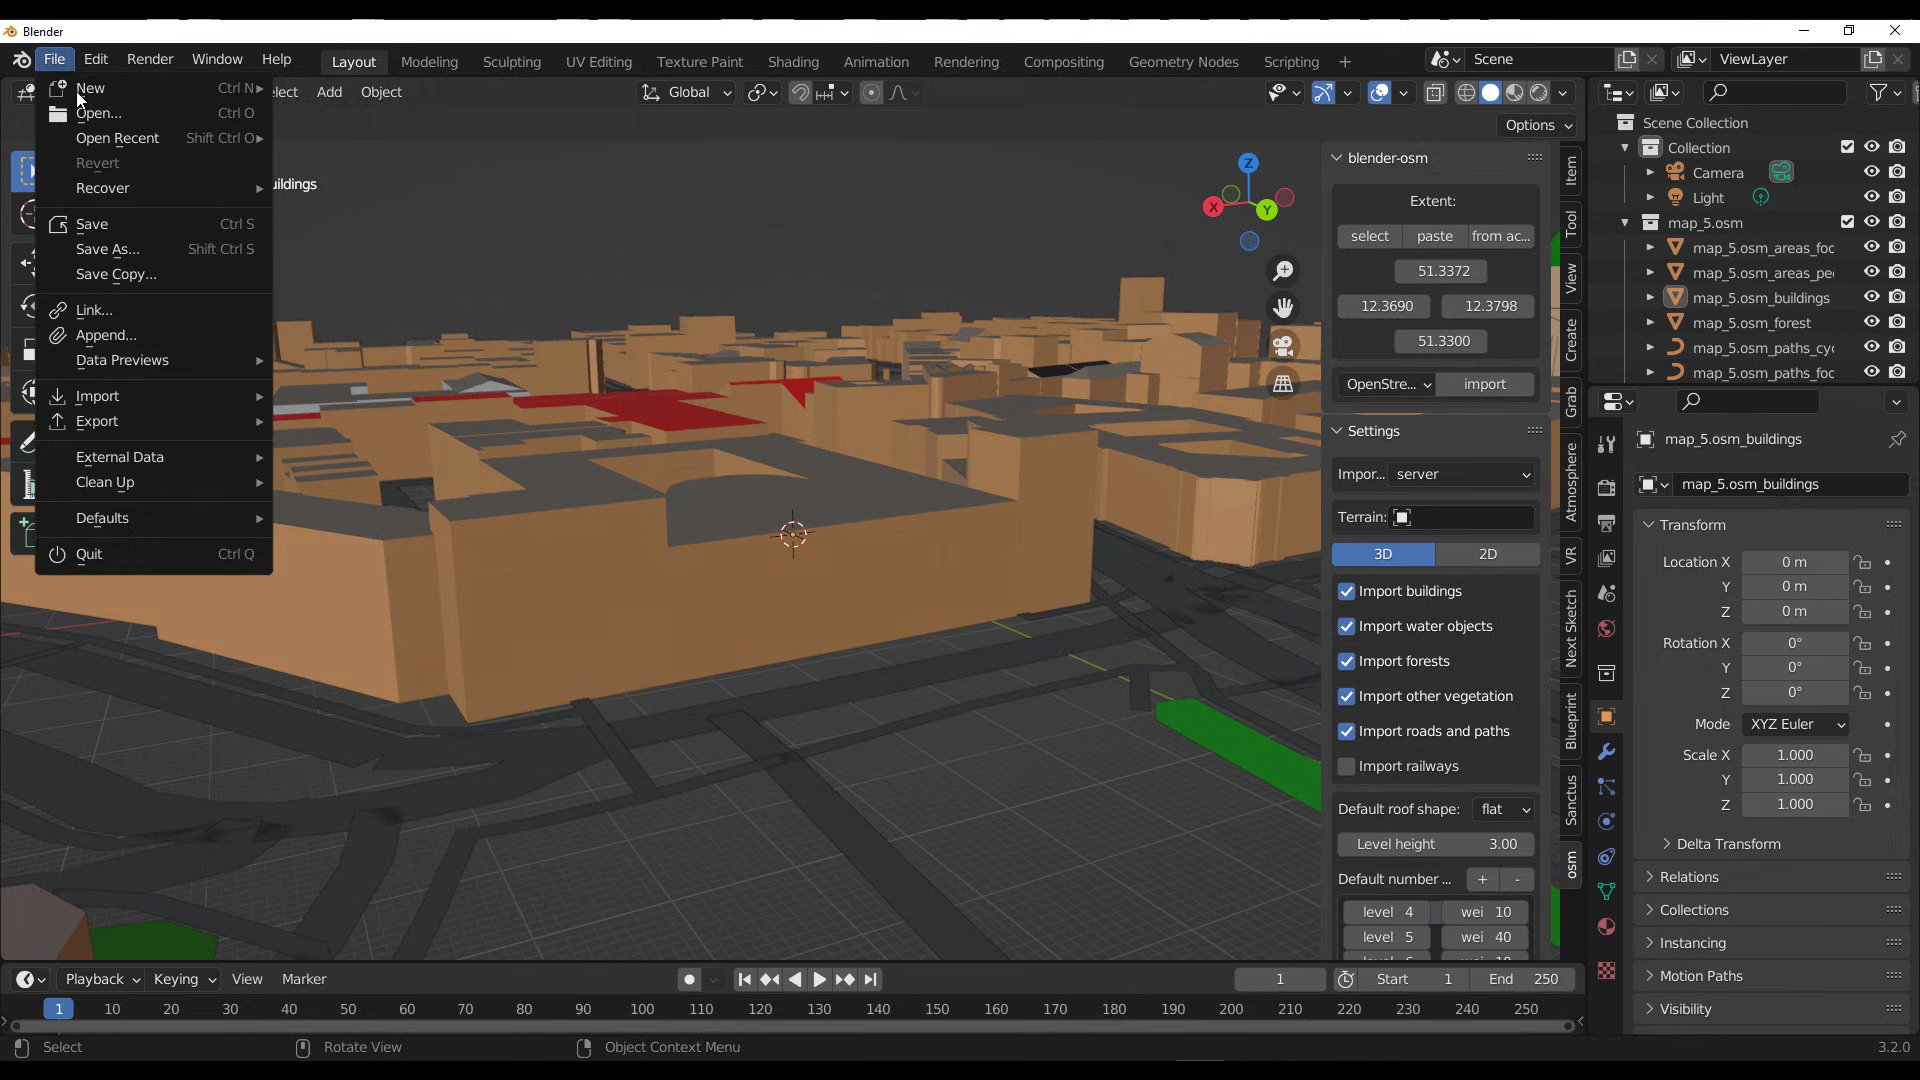 Blender
File Edit Render Window Help
Layout Modeling Sculpting UV Editing Texture Paint Shading Animation Rendering Compositing Geometry Nodes Scripting +
Scene
ViewLayer
lect Add Object
Global
Options
New Ctrl N
Open... Ctrl O
Open Recent Shift Ctrl O
Revert
Recover
Save Ctrl S
Save As... Shift Ctrl S
Save Copy...
Link...
Append...
Data Previews
Import
Export
External Data
Clean Up
Defaults
Quit Ctrl Q
uildings
Z
X
Y
blender-osm
Extent:
select paste from ac...
51.3372
12.3690 12.3798
51.3300
OpenStre... import
Settings
Impor... server
Terrain:
3D 2D
Import buildings
Import water objects
Import forests
Import other vegetation
Import roads and paths
Import railways
Default roof shape: flat
Level height 3.00
Default number ... + -
level 4 wei 10
level 5 wei 40
Item
Tool
View
Create
Grab
Atmosphere
VR
Next Sketch
Blueprint
Sanctus
osm
Scene Collection
Collection
Camera
Light
map_5.osm
map_5.osm_areas_foo
map_5.osm_areas_pe
map_5.osm_buildings
map_5.osm_forest
map_5.osm_paths_cy
map_5.osm_paths_foo
map_5.osm_buildings
map_5.osm_buildings
Transform
Location X 0 m
Y 0 m
Z 0 m
Rotation X 0°
Y 0°
Z 0°
Mode XYZ Euler
Scale X 1.000
Y 1.000
Z 1.000
Delta Transform
Relations
Collections
Instancing
Motion Paths
Visibility
Playback Keying View Marker
1 Start 1 End 250
1 10 20 30 40 50 60 70 80 90 100 110 120 130 140 150 160 170 180 190 200 210 220 230 240 250
Select Rotate View Object Context Menu
3.2.0